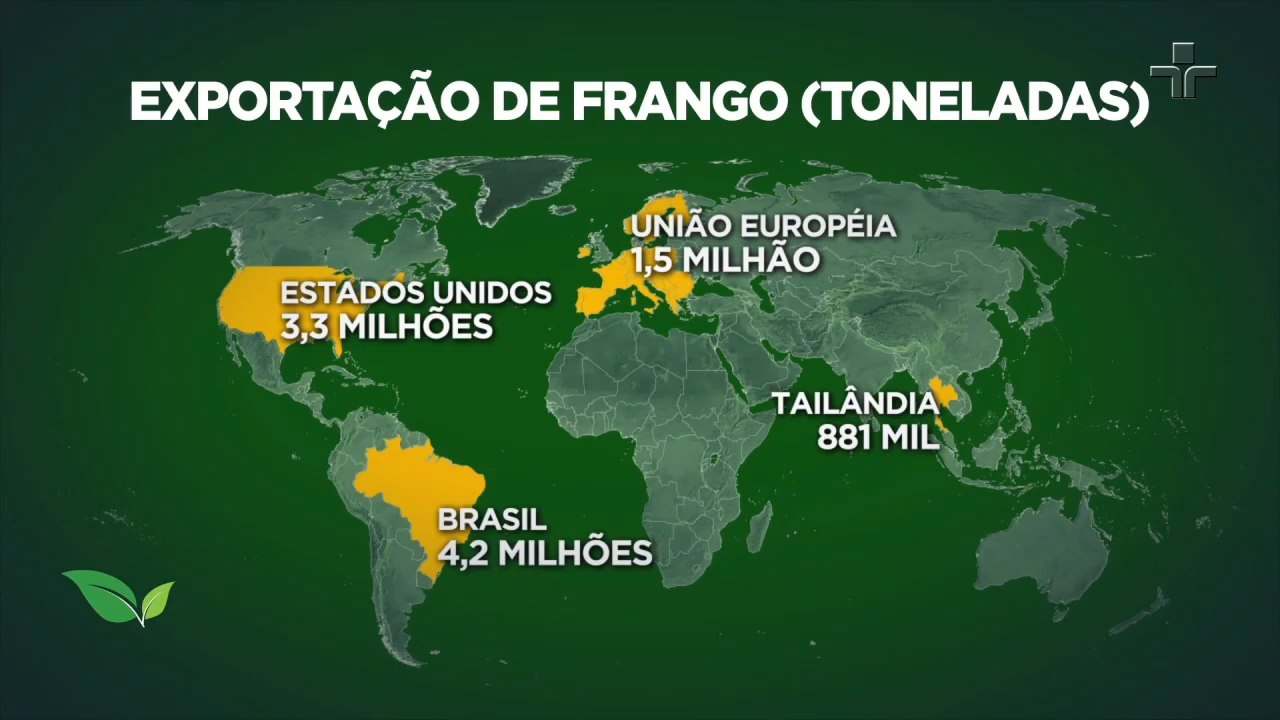 EXPORTAÇÃO DE FRANGO (TONELADAS)
UNIÃO EUROPÉIA
1,5 MILHÃO
ESTADOS UNIDOS
3,3 MILHÕES
TAILÂNDIA
881 MIL
BRASIL
4,2 MILHÕES